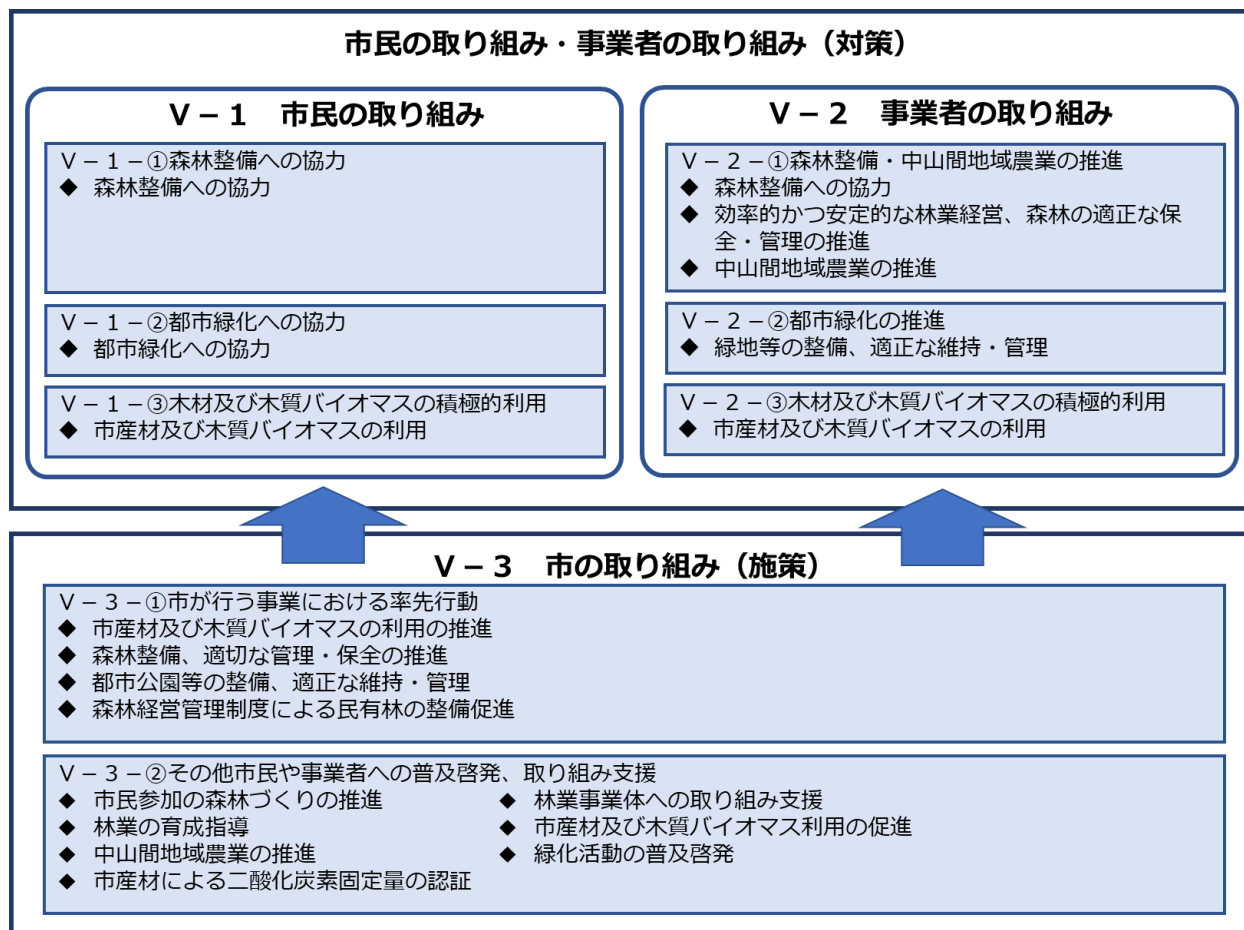 市民の取り組み・事業者の取り組み（対策）
Ⅴ－１　市民の取り組み
Ⅴ－１－①森林整備への協力
◆ 森林整備への協力
Ⅴ－１－②都市緑化への協力
◆ 都市緑化への協力
Ⅴ－１－③木材及び木質バイオマスの積極的利用
◆ 市産材及び木質バイオマスの利用
Ⅴ－２　事業者の取り組み
Ⅴ－２－①森林整備・中山間地域農業の推進
◆ 森林整備への協力
◆ 効率的かつ安定的な林業経営、森林の適正な保
全・管理の推進
◆ 中山間地域農業の推進
Ⅴ－２－②都市緑化の推進
◆ 緑地等の整備、適正な維持・管理
Ⅴ－２－③木材及び木質バイオマスの積極的利用
◆ 市産材及び木質バイオマスの利用
Ⅴ－３　市の取り組み（施策）
Ⅴ－３－①市が行う事業における率先行動
◆ 市産材及び木質バイオマスの利用の推進
◆ 森林整備、適切な管理・保全の推進
◆ 都市公園等の整備、適正な維持・管理
◆ 森林経営管理制度による民有林の整備促進
Ⅴ－３－②その他市民や事業者への普及啓発、取り組み支援
◆ 市民参加の森林づくりの推進
◆ 林業の育成指導
◆ 中山間地域農業の推進
◆ 市産材による二酸化炭素固定量の認証
◆ 林業事業体への取り組み支援
◆ 市産材及び木質バイオマス利用の促進
◆ 緑化活動の普及啓発